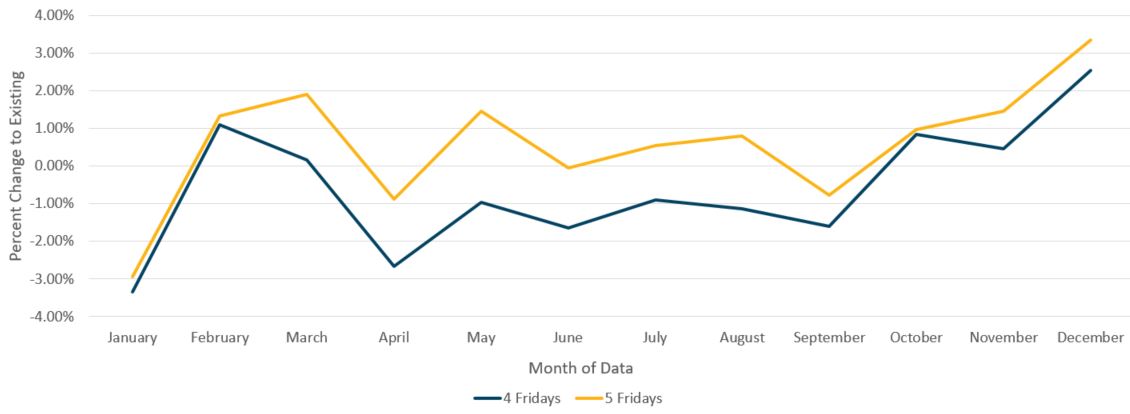 4.00%
3.00%
2.00%
1.00%
0.00%
-1.00%
-2.00%
-3.00%
-4.00%
Percent Change to Existing
January February March April May June July August September October November December
Month of Data
4 Fridays 5 Fridays